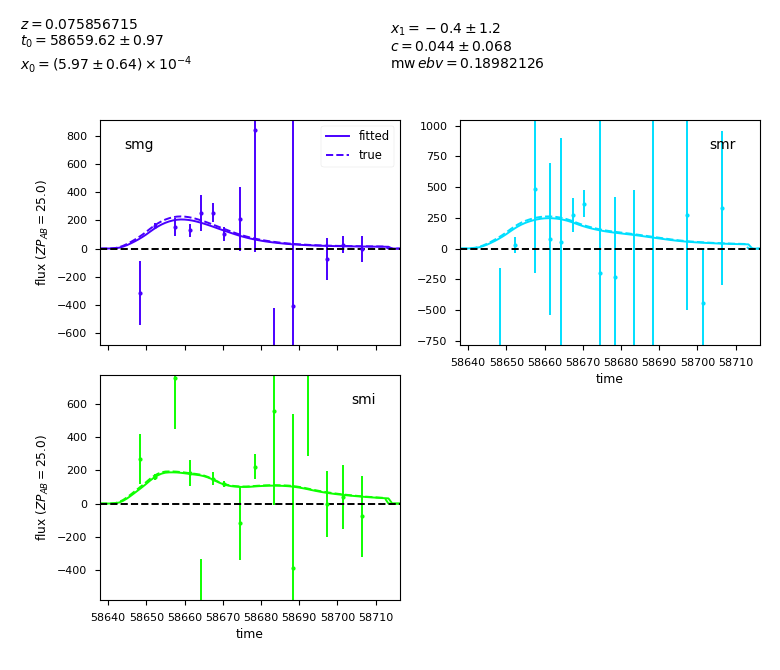 z = 0.075856715
t₀ = 58659.62 ± 0.97
x₀ = (5.97 ± 0.64) × 10⁻⁴
x₁ = −0.4 ± 1.2
c = 0.044 ± 0.068
mw ebv = 0.18982126
smg
fitted
true
800
600
400
200
0
−200
−400
−600
flux (ZP_AB = 25.0)
smr
1000
750
500
250
0
−250
−500
−750
58640 58650 58660 58670 58680 58690 58700 58710
time
smi
600
400
200
0
−200
−400
flux (ZP_AB = 25.0)
58640 58650 58660 58670 58680 58690 58700 58710
time